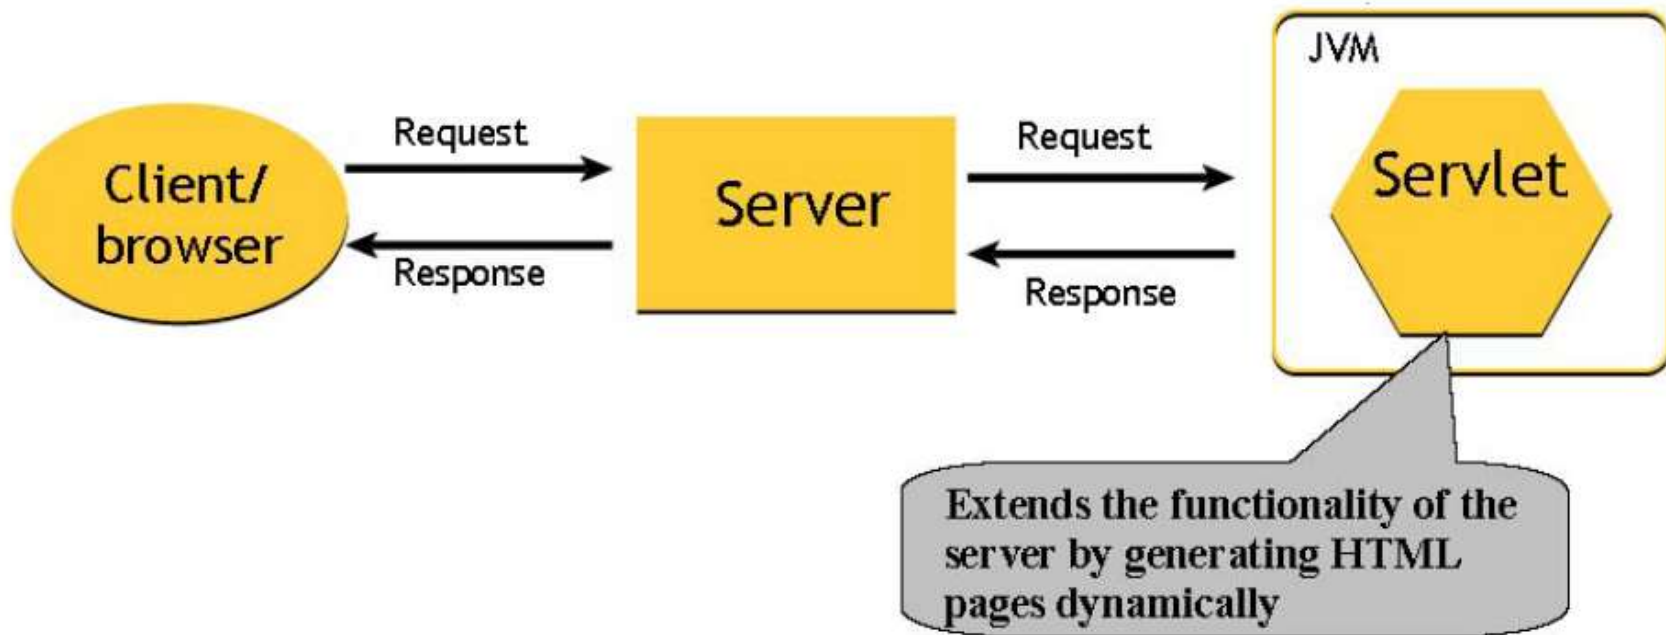 JVM
Request
Request
Client/
browser
Server
Servlet
Response
Response
Extends the functionality of the
server by generating HTML
pages dynamically